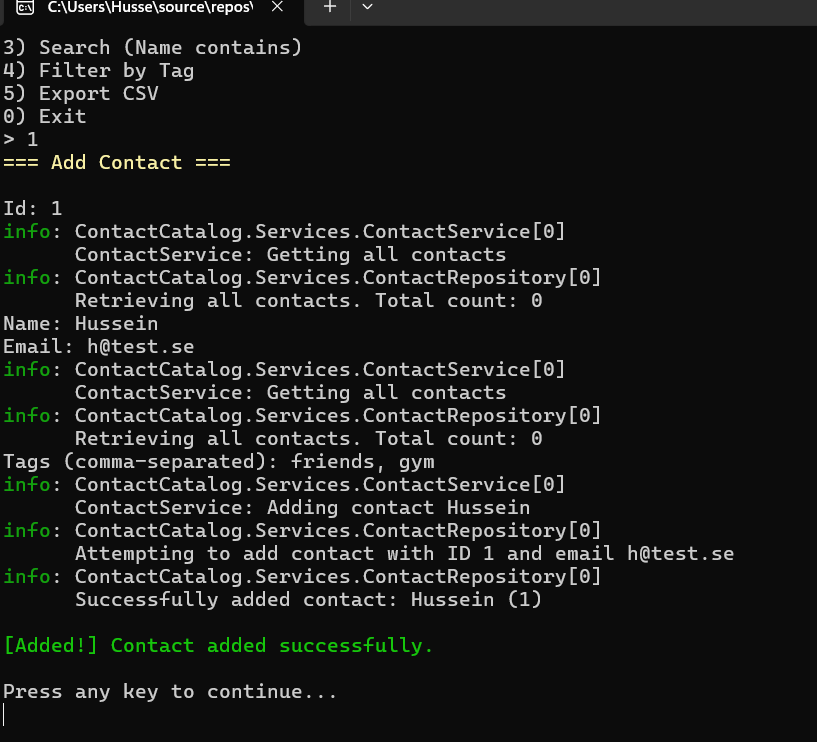 C:\Users\Husse\source\repos\
3) Search (Name contains)
4) Filter by Tag
5) Export CSV
0) Exit
> 1
=== Add Contact ===
Id: 1
info: ContactCatalog.Services.ContactService[0]
ContactService: Getting all contacts
info: ContactCatalog.Services.ContactRepository[0]
Retrieving all contacts. Total count: 0
Name: Hussein
Email: h@test.se
info: ContactCatalog.Services.ContactService[0]
ContactService: Getting all contacts
info: ContactCatalog.Services.ContactRepository[0]
Retrieving all contacts. Total count: 0
Tags (comma-separated): friends, gym
info: ContactCatalog.Services.ContactService[0]
ContactService: Adding contact Hussein
info: ContactCatalog.Services.ContactRepository[0]
Attempting to add contact with ID 1 and email h@test.se
info: ContactCatalog.Services.ContactRepository[0]
Successfully added contact: Hussein (1)
[Added!] Contact added successfully.
Press any key to continue...